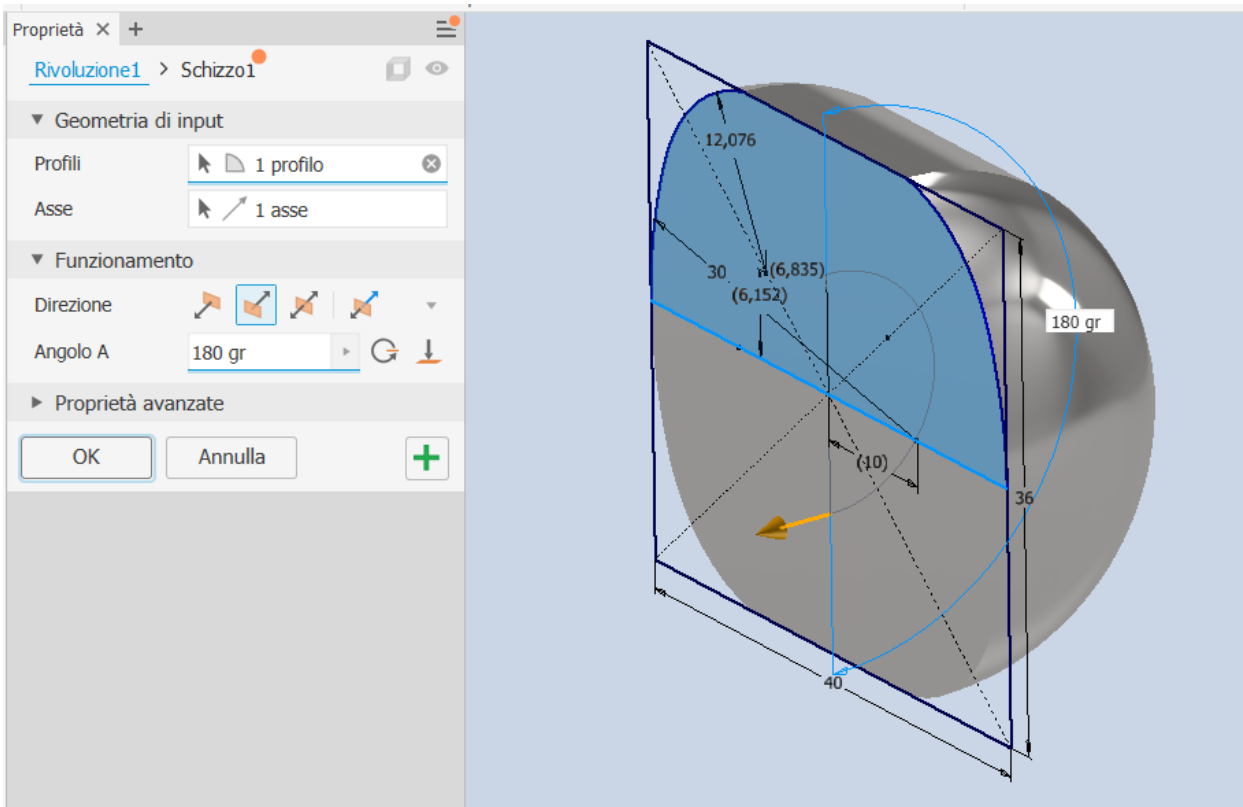 Proprietà
Rivoluzione1 > Schizzo1
Geometria di input
Profili 1 profilo
Asse 1 asse
Funzionamento
Direzione
Angolo A 180 gr
Proprietà avanzate
OK Annulla
12,076
30
(6,835)
(6,152)
180 gr
(10)
36
40